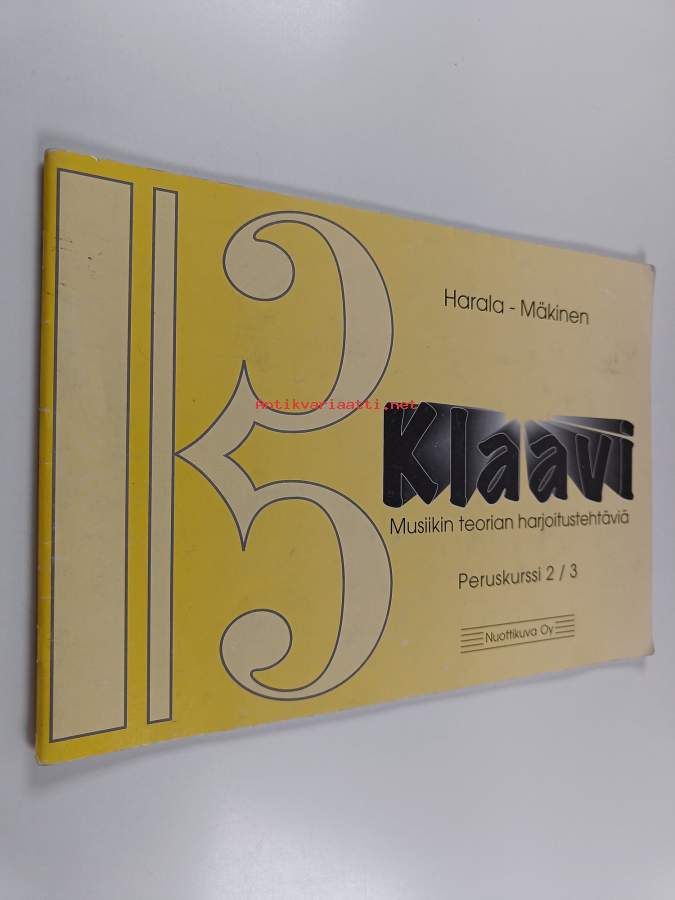 Harala - Mäkinen
Antikvariaatti.net
Klaavi
Musiikin teorian harjoitustehtäviä
Peruskurssi 2 / 3
Nuottikuva Oy